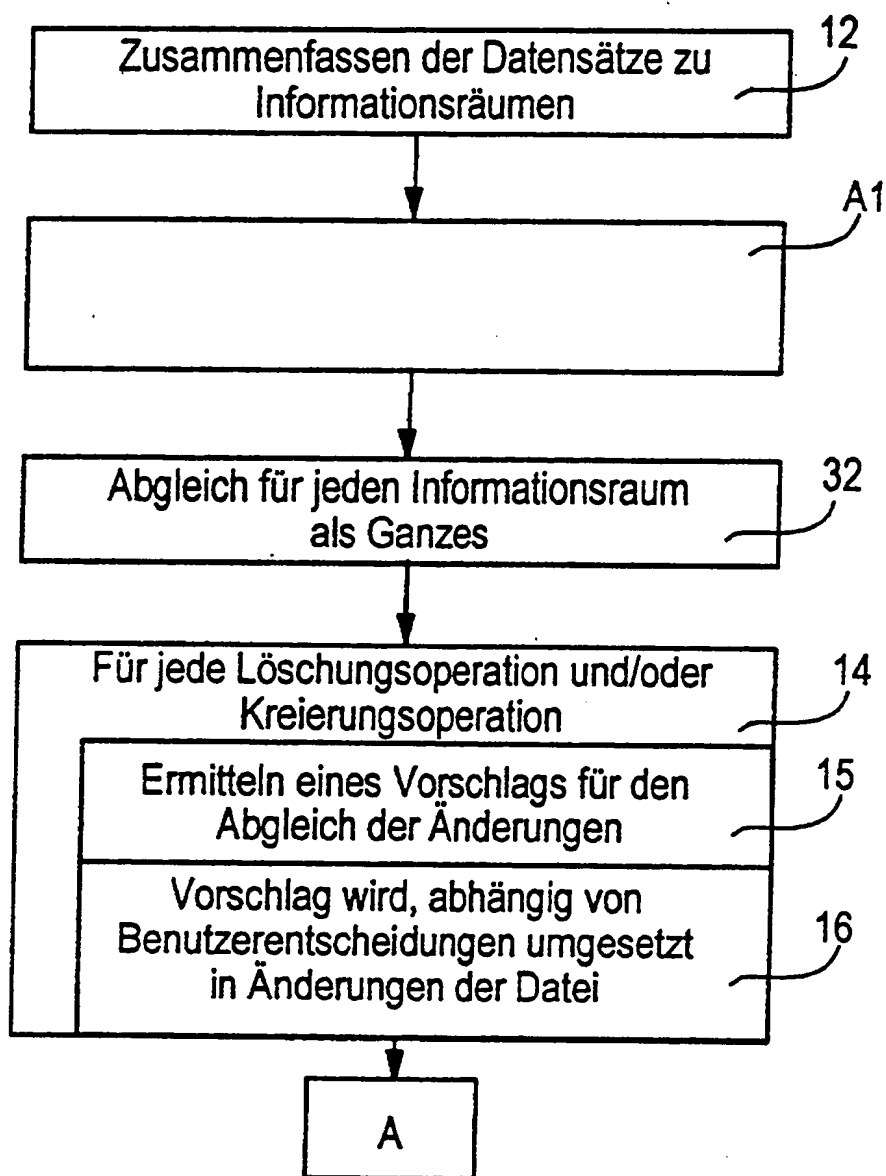 Zusammenfassen der Datensätze zu
Informationsräumen
12
A1
Abgleich für jeden Informationsraum
als Ganzes
32
Für jede Löschungsoperation und/oder
Kreierungsoperation
14
Ermitteln eines Vorschlags für den
Abgleich der Änderungen
15
Vorschlag wird, abhängig von
Benutzerentscheidungen umgesetzt
in Änderungen der Datei
16
A